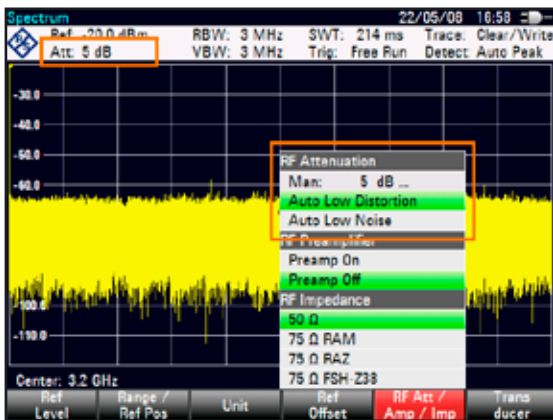 Spectrum 22/05/08 16:58
Ref: -20.0 dBm RBW: 3 MHz SWT: 214 ms Trace: Clear/Write
Att: 5 dB VBW: 3 MHz Trig: Free Run Detect: Auto Peak
-30.0
-40.0
-50.0
RF Attenuation
Man: 5 dB ...
-60.0
Auto Low Distortion
Auto Low Noise
RF Preamplifier
Preamp On
Preamp Off
RF Impedance
-100.0
50 Ω
-110.0
75 Ω RAM
75 Ω RAZ
Center: 3.2 GHz
75 Ω FSH-Z38
Ref Level
Range / Ref Pos
Unit
Ref Offset
RF Att / Amp / Imp
Trans ducer